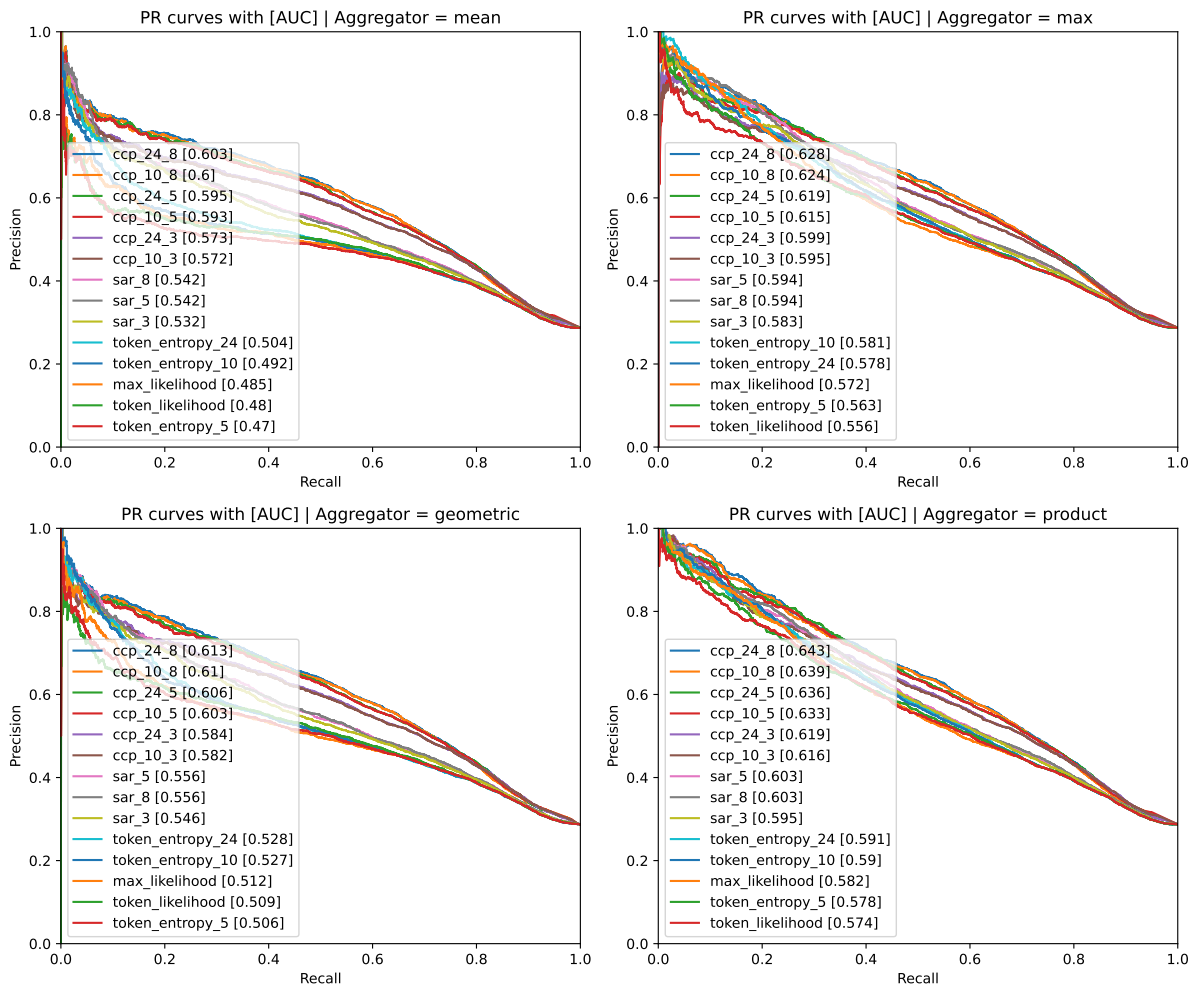 PR curves with [AUC] | Aggregator = mean
1.0
0.8
0.6
0.4
0.2
0.0
Precision
ccp_24_8 [0.603]
ccp_10_8 [0.6]
ccp_24_5 [0.595]
ccp_10_5 [0.593]
ccp_24_3 [0.573]
ccp_10_3 [0.572]
sar_8 [0.542]
sar_5 [0.542]
sar_3 [0.532]
token_entropy_24 [0.504]
token_entropy_10 [0.492]
max_likelihood [0.485]
token_likelihood [0.48]
token_entropy_5 [0.47]
0.0 0.2 0.4 0.6 0.8 1.0
Recall
PR curves with [AUC] | Aggregator = max
1.0
0.8
0.6
0.4
0.2
0.0
Precision
ccp_24_8 [0.628]
ccp_10_8 [0.624]
ccp_24_5 [0.619]
ccp_10_5 [0.615]
ccp_24_3 [0.599]
ccp_10_3 [0.595]
sar_5 [0.594]
sar_8 [0.594]
sar_3 [0.583]
token_entropy_10 [0.581]
token_entropy_24 [0.578]
max_likelihood [0.572]
token_entropy_5 [0.563]
token_likelihood [0.556]
0.0 0.2 0.4 0.6 0.8 1.0
Recall
PR curves with [AUC] | Aggregator = geometric
1.0
0.8
0.6
0.4
0.2
0.0
Precision
ccp_24_8 [0.613]
ccp_10_8 [0.61]
ccp_24_5 [0.606]
ccp_10_5 [0.603]
ccp_24_3 [0.584]
ccp_10_3 [0.582]
sar_5 [0.556]
sar_8 [0.556]
sar_3 [0.546]
token_entropy_24 [0.528]
token_entropy_10 [0.527]
max_likelihood [0.512]
token_likelihood [0.509]
token_entropy_5 [0.506]
0.0 0.2 0.4 0.6 0.8 1.0
Recall
PR curves with [AUC] | Aggregator = product
1.0
0.8
0.6
0.4
0.2
0.0
Precision
ccp_24_8 [0.643]
ccp_10_8 [0.639]
ccp_24_5 [0.636]
ccp_10_5 [0.633]
ccp_24_3 [0.619]
ccp_10_3 [0.616]
sar_5 [0.603]
sar_8 [0.603]
sar_3 [0.595]
token_entropy_24 [0.591]
token_entropy_10 [0.59]
max_likelihood [0.582]
token_entropy_5 [0.578]
token_likelihood [0.574]
0.0 0.2 0.4 0.6 0.8 1.0
Recall